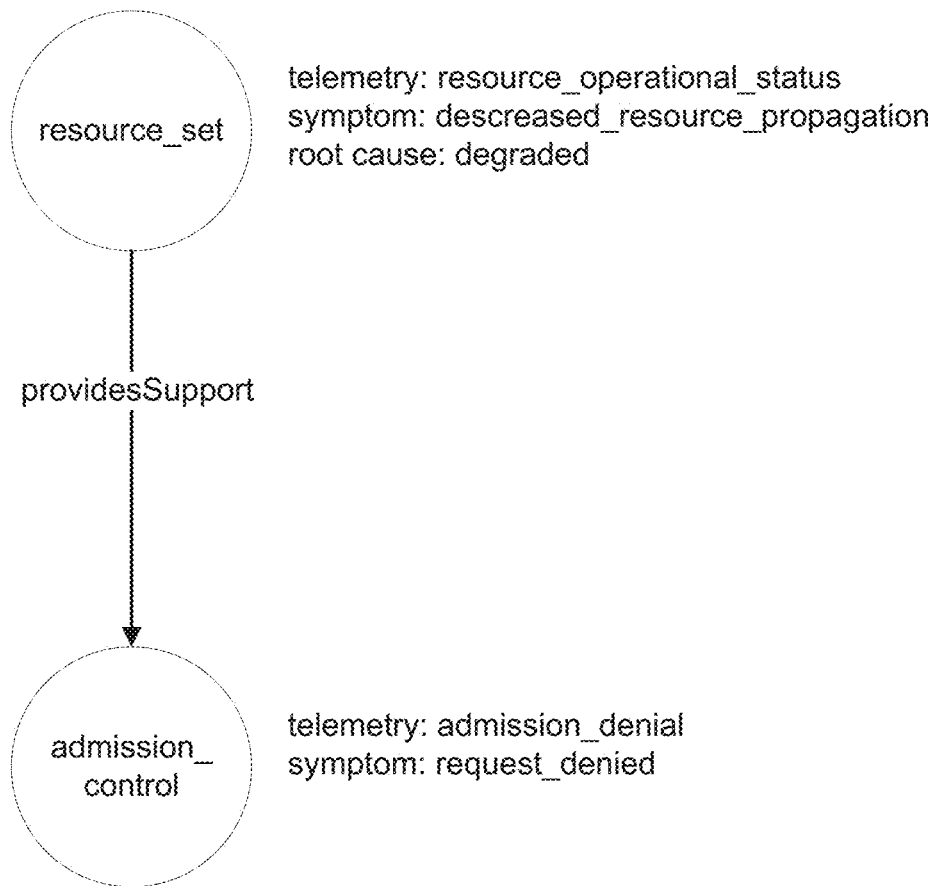 resource_set
telemetry: resource_operational_status
symptom: descreased_resource_propagation
root cause: degraded
providesSupport
admission_
control
telemetry: admission_denial
symptom: request_denied